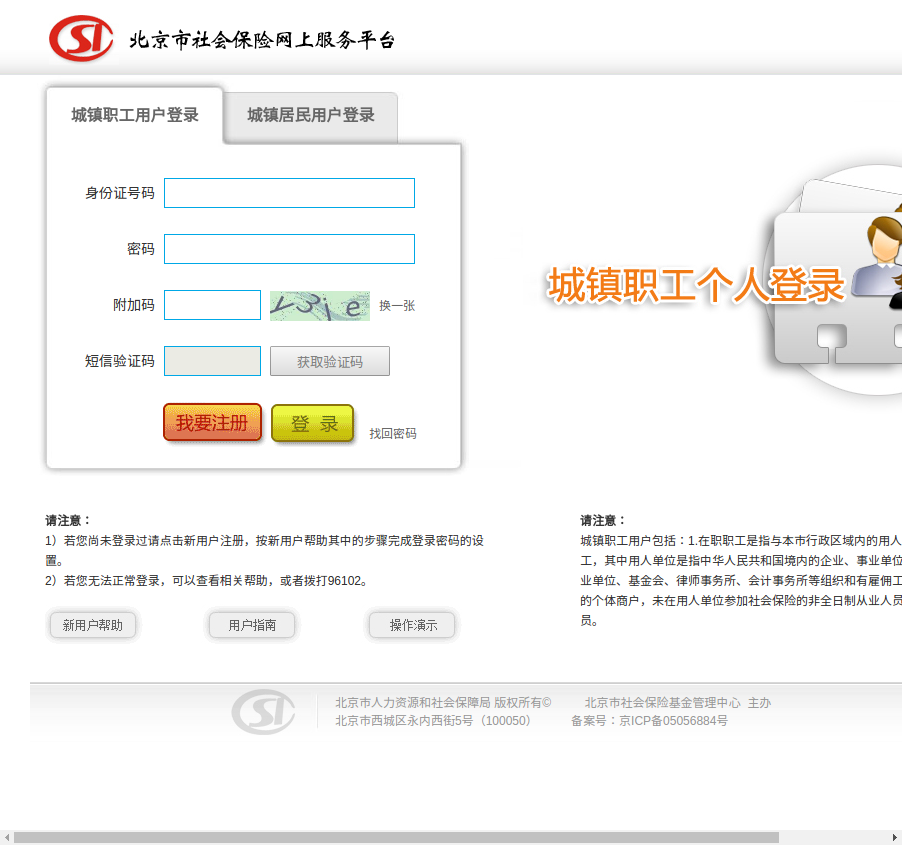 CSI 北京市社会保险网上服务平台
城镇职工用户登录 城镇居民用户登录
身份证号码
密码
附加码 V3ie 换一张
短信验证码 获取验证码
我要注册 登 录 找回密码
城镇职工个人登录
请注意：
1）若您尚未登录过请点击新用户注册，按新用户帮助其中的步骤完成登录密码的设
置。
2）若您无法正常登录，可以查看相关帮助，或者拨打96102。
新用户帮助 用户指南 操作演示
请注意：
城镇职工用户包括：1.在职职工是指与本市行政区域内的用人
工，其中用人单位是指中华人民共和国境内的企业、事业单位
业单位、基金会、律师事务所、会计事务所等组织和有雇佣工
的个体商户，未在用人单位参加社会保险的非全日制从业人员
员。
CSI
北京市人力资源和社会保障局 版权所有© 北京市社会保险基金管理中心 主办
北京市西城区永内西街5号（100050） 备案号：京ICP备05056884号